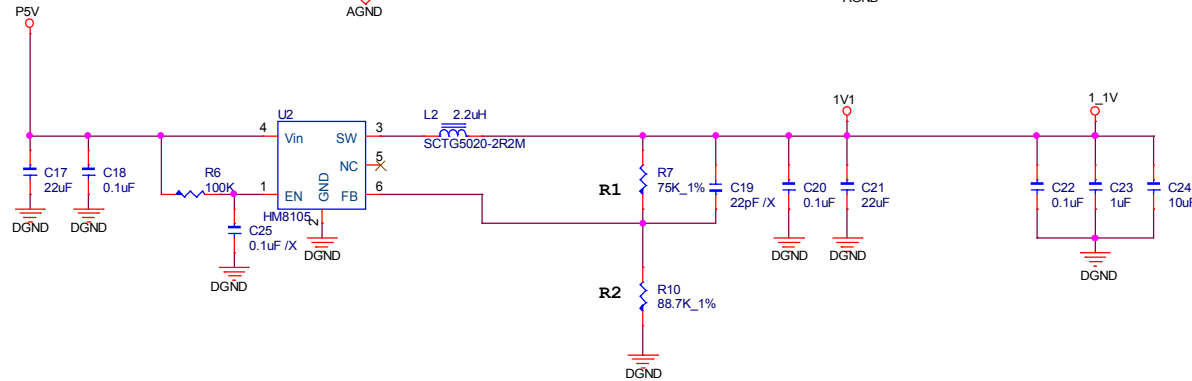 AGND
AGND
P5V
U2
4 Vin SW 3
NC 5
1 EN FB 6
GND
2
HM8105
L2 2.2uH
SCTG5020-2R2M
1V1
1_1V
C17
22uF
C18
0.1uF
R6
100K
C25
0.1uF /X
R1
R7
75K_1%
C19
22pF /X
C20
0.1uF
C21
22uF
C22
0.1uF
C23
1uF
C24
10uF
DGND
DGND
DGND
DGND
DGND
DGND
DGND
R2
R10
88.7K_1%
DGND